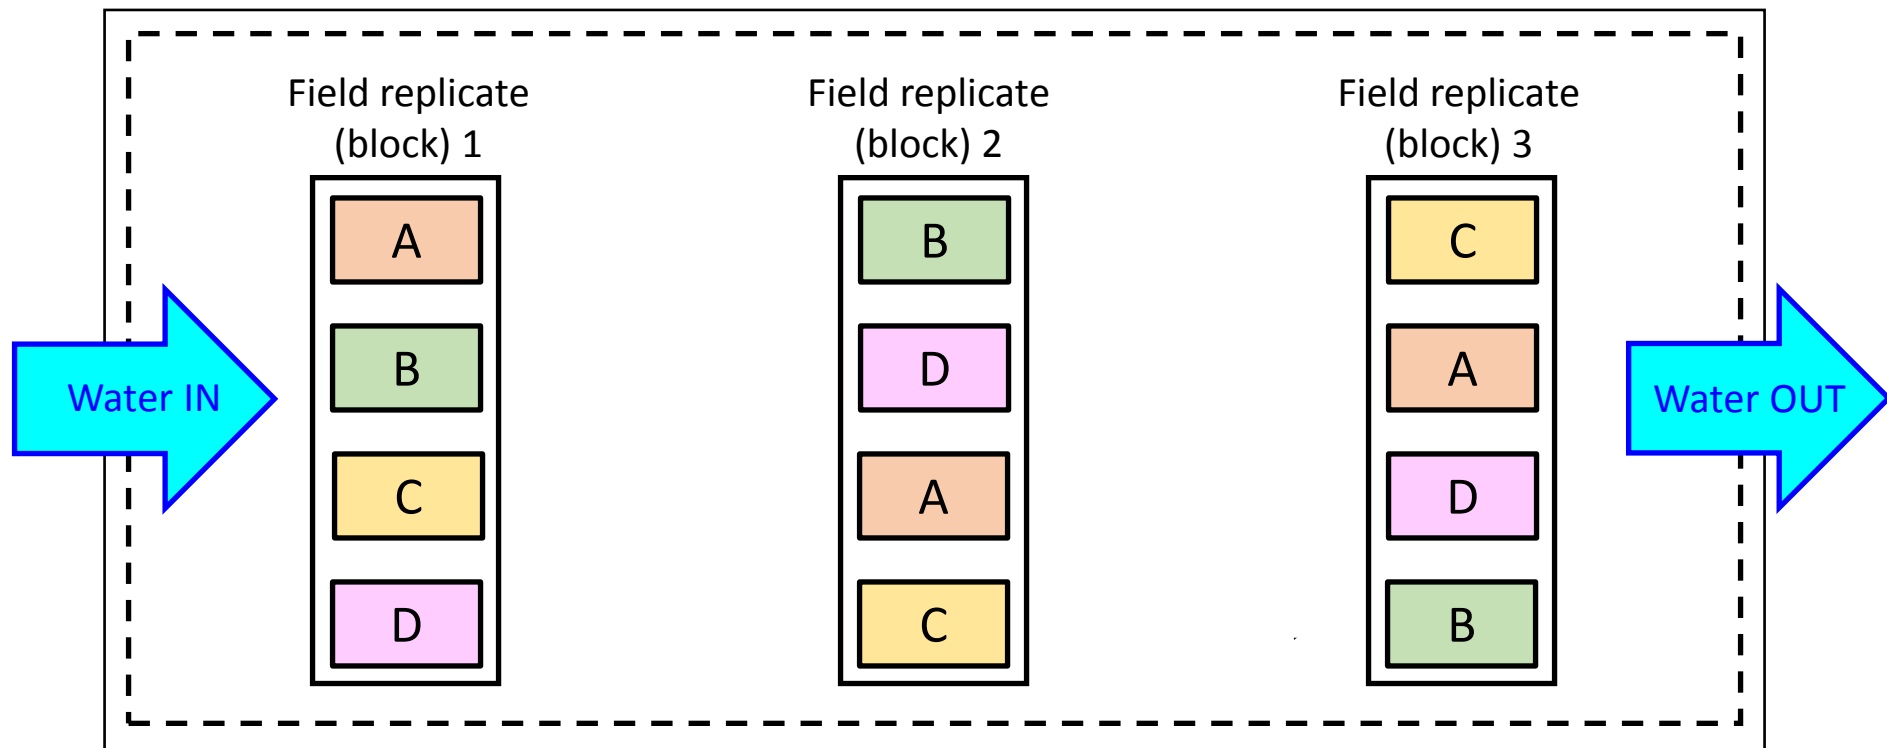 Field replicate
(block) 1
Field replicate
(block) 2
Field replicate
(block) 3
A
B
C
D
B
D
A
C
C
A
D
B
Water IN
Water OUT